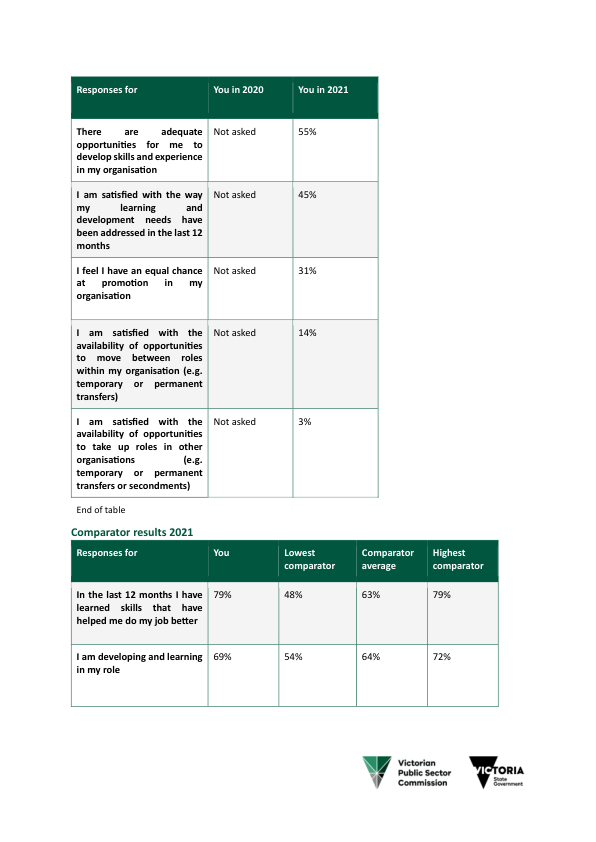 Responses for You in 2020 You in 2021
There are adequate Not asked 55%
opportunities for me to
develop skills and experience
in my organisation
I am satisfied with the way Not asked 45%
my learning and
development needs have
been addressed in the last 12
months
I feel I have an equal chance Not asked 31%
at promotion in my
organisation
I am satisfied with the Not asked 14%
availability of opportunities
to move between roles
within my organisation (e.g.
temporary or permanent
transfers)
I am satisfied with the Not asked 3%
availability of opportunities
to take up roles in other
organisations (e.g.
temporary or permanent
transfers or secondments)
End of table
Comparator results 2021
Responses for You Lowest Comparator Highest
comparator average comparator
In the last 12 months I have 79% 48% 63% 79%
learned skills that have
helped me do my job better
I am developing and learning 69% 54% 64% 72%
in my role
Victorian
Public Sector
Commission
VICTORIA
State
Government